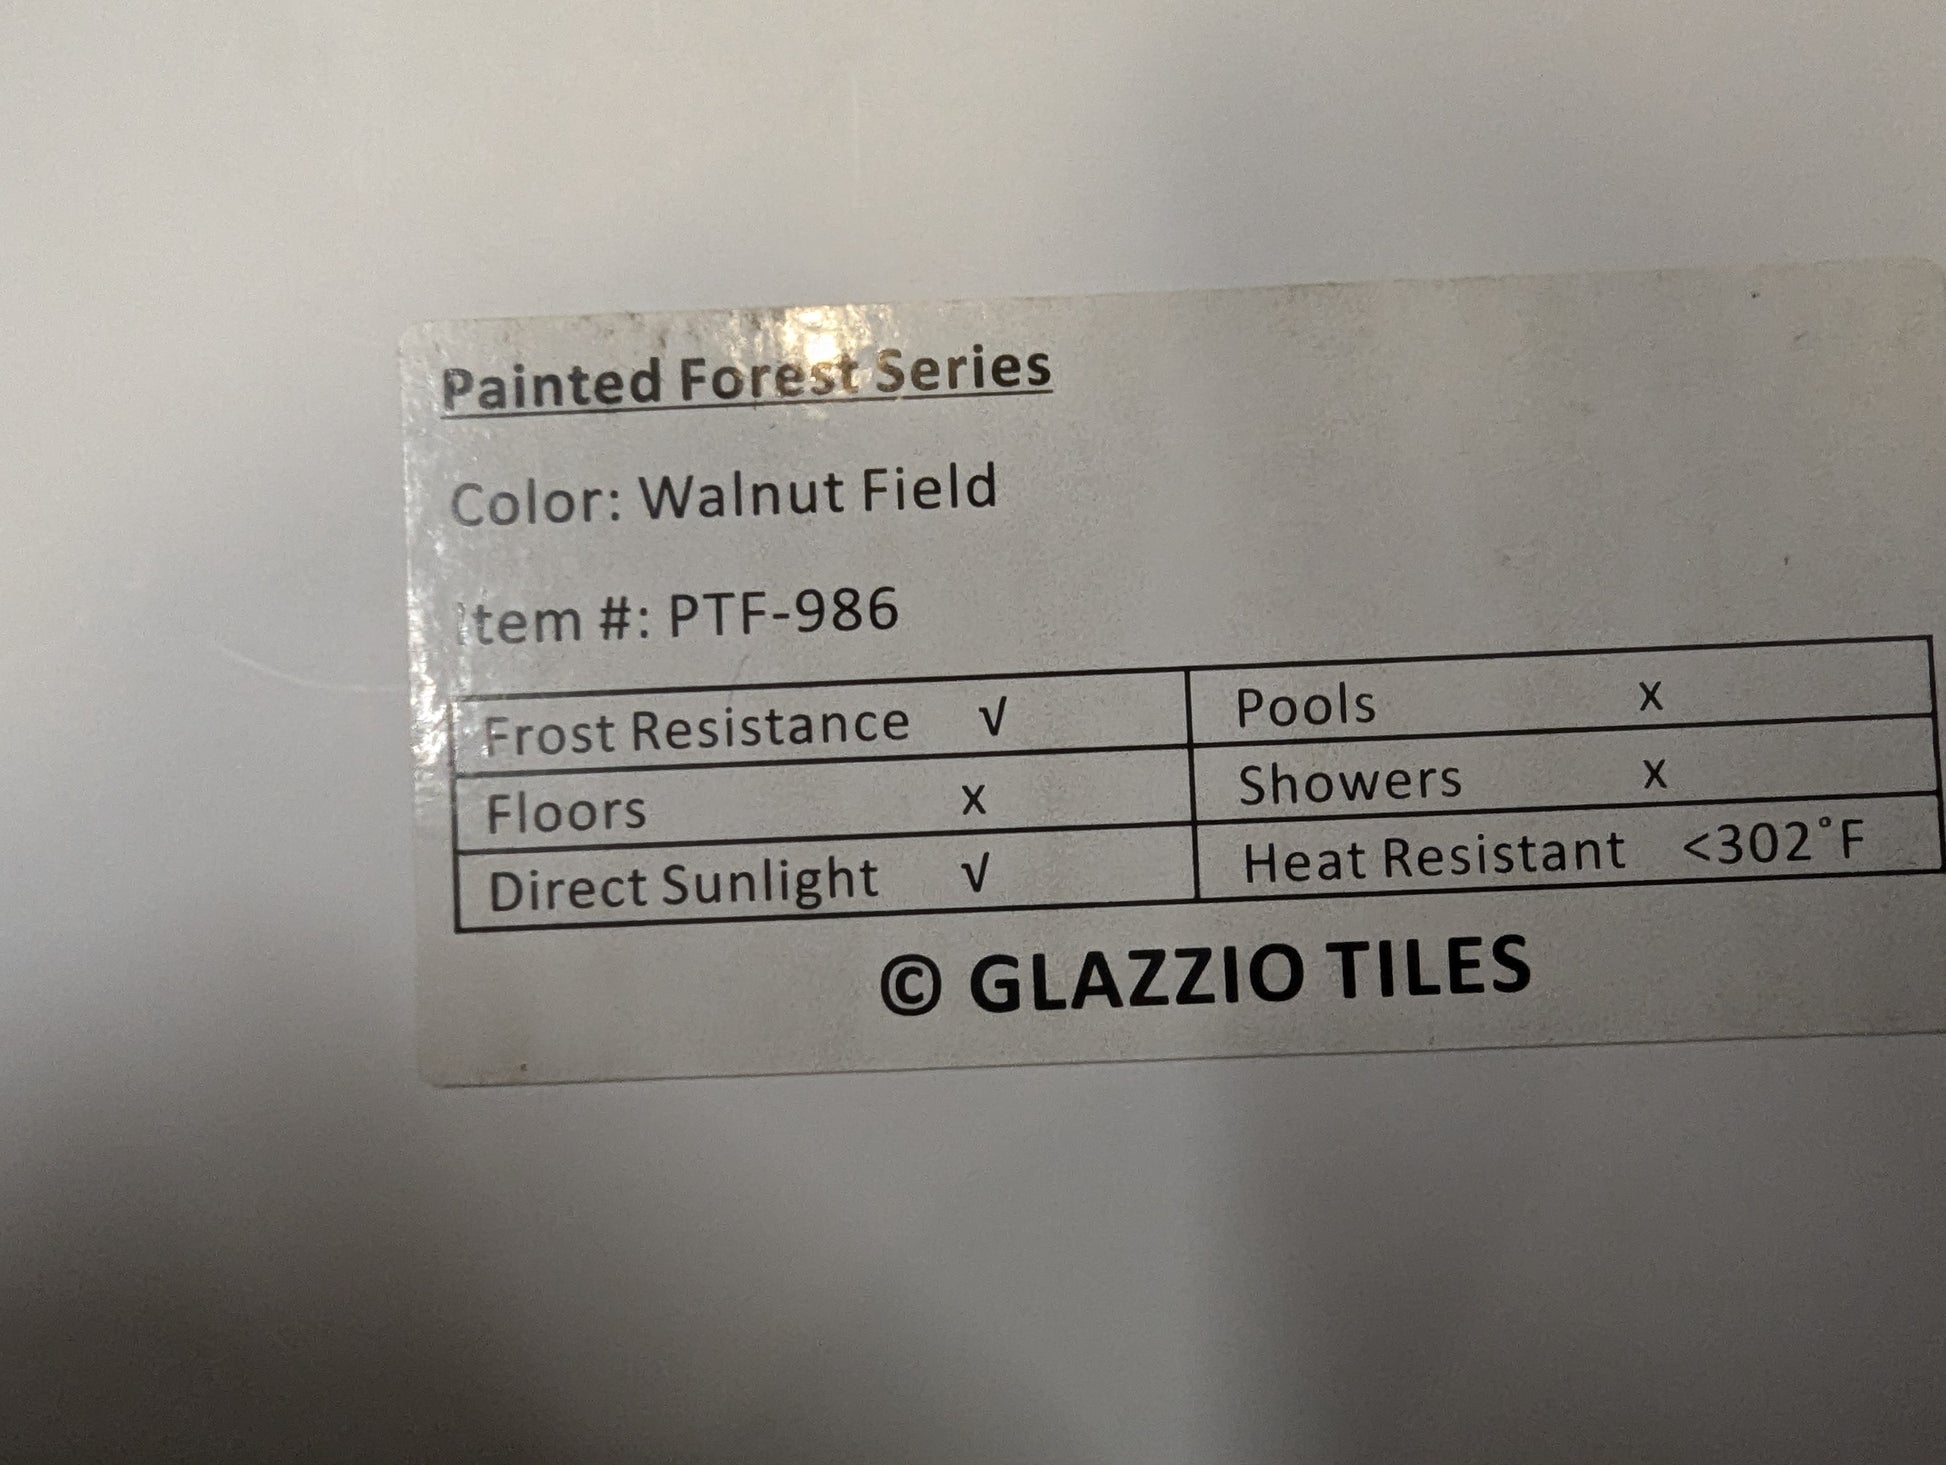 Painted Forest Series
Color: Walnut Field
Item #: PTF-986
Frost Resistance √ Pools x
Floors x Showers x
Direct Sunlight √ Heat Resistant <302°F
© GLAZZIO TILES